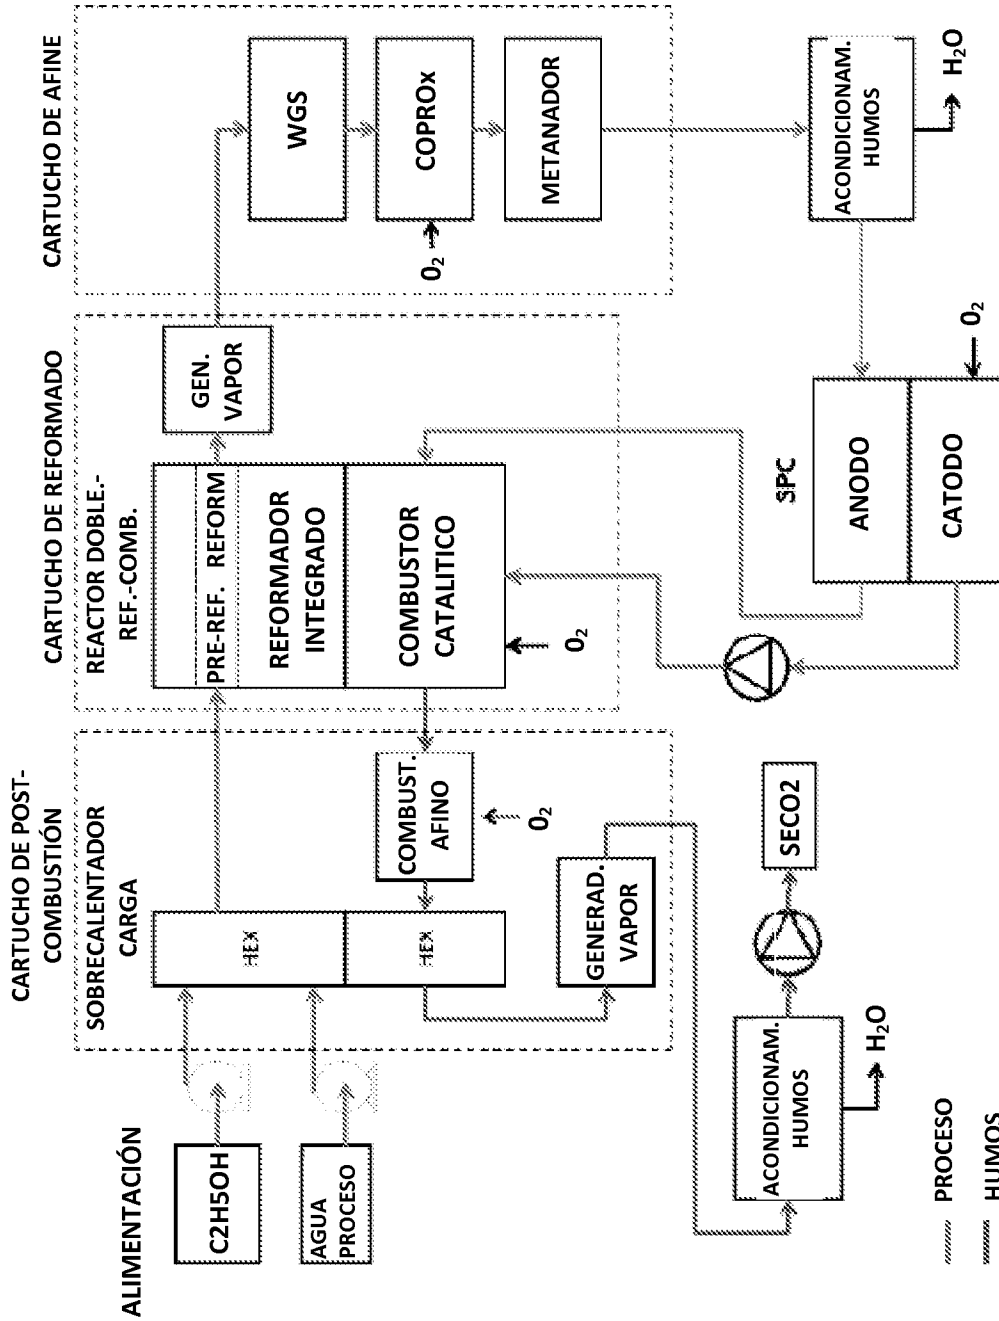 ALIMENTACIÓN
C2H5OH
AGUA
PROCESO
CARTUCHO DE POST-
COMBUSTIÓN
SOBRECALENTADOR
CARGA
HEX
HEX
COMBUST.
AFINO
O₂
GENERAD.
VAPOR
CARTUCHO DE REFORMADO
REACTOR DOBLE.-
REF.-COMB.
PRE-REF. REFORM
REFORMADOR
INTEGRADO
COMBUSTOR
CATALITICO
O₂
GEN.
VAPOR
CARTUCHO DE AFINE
WGS
COPROx
O₂
METANADOR
ACONDICIONAM.
HUMOS
H₂O
SPC
ANODO
CATODO
O₂
ACONDICIONAM.
HUMOS
H₂O
SECO2
PROCESO
HUMOS